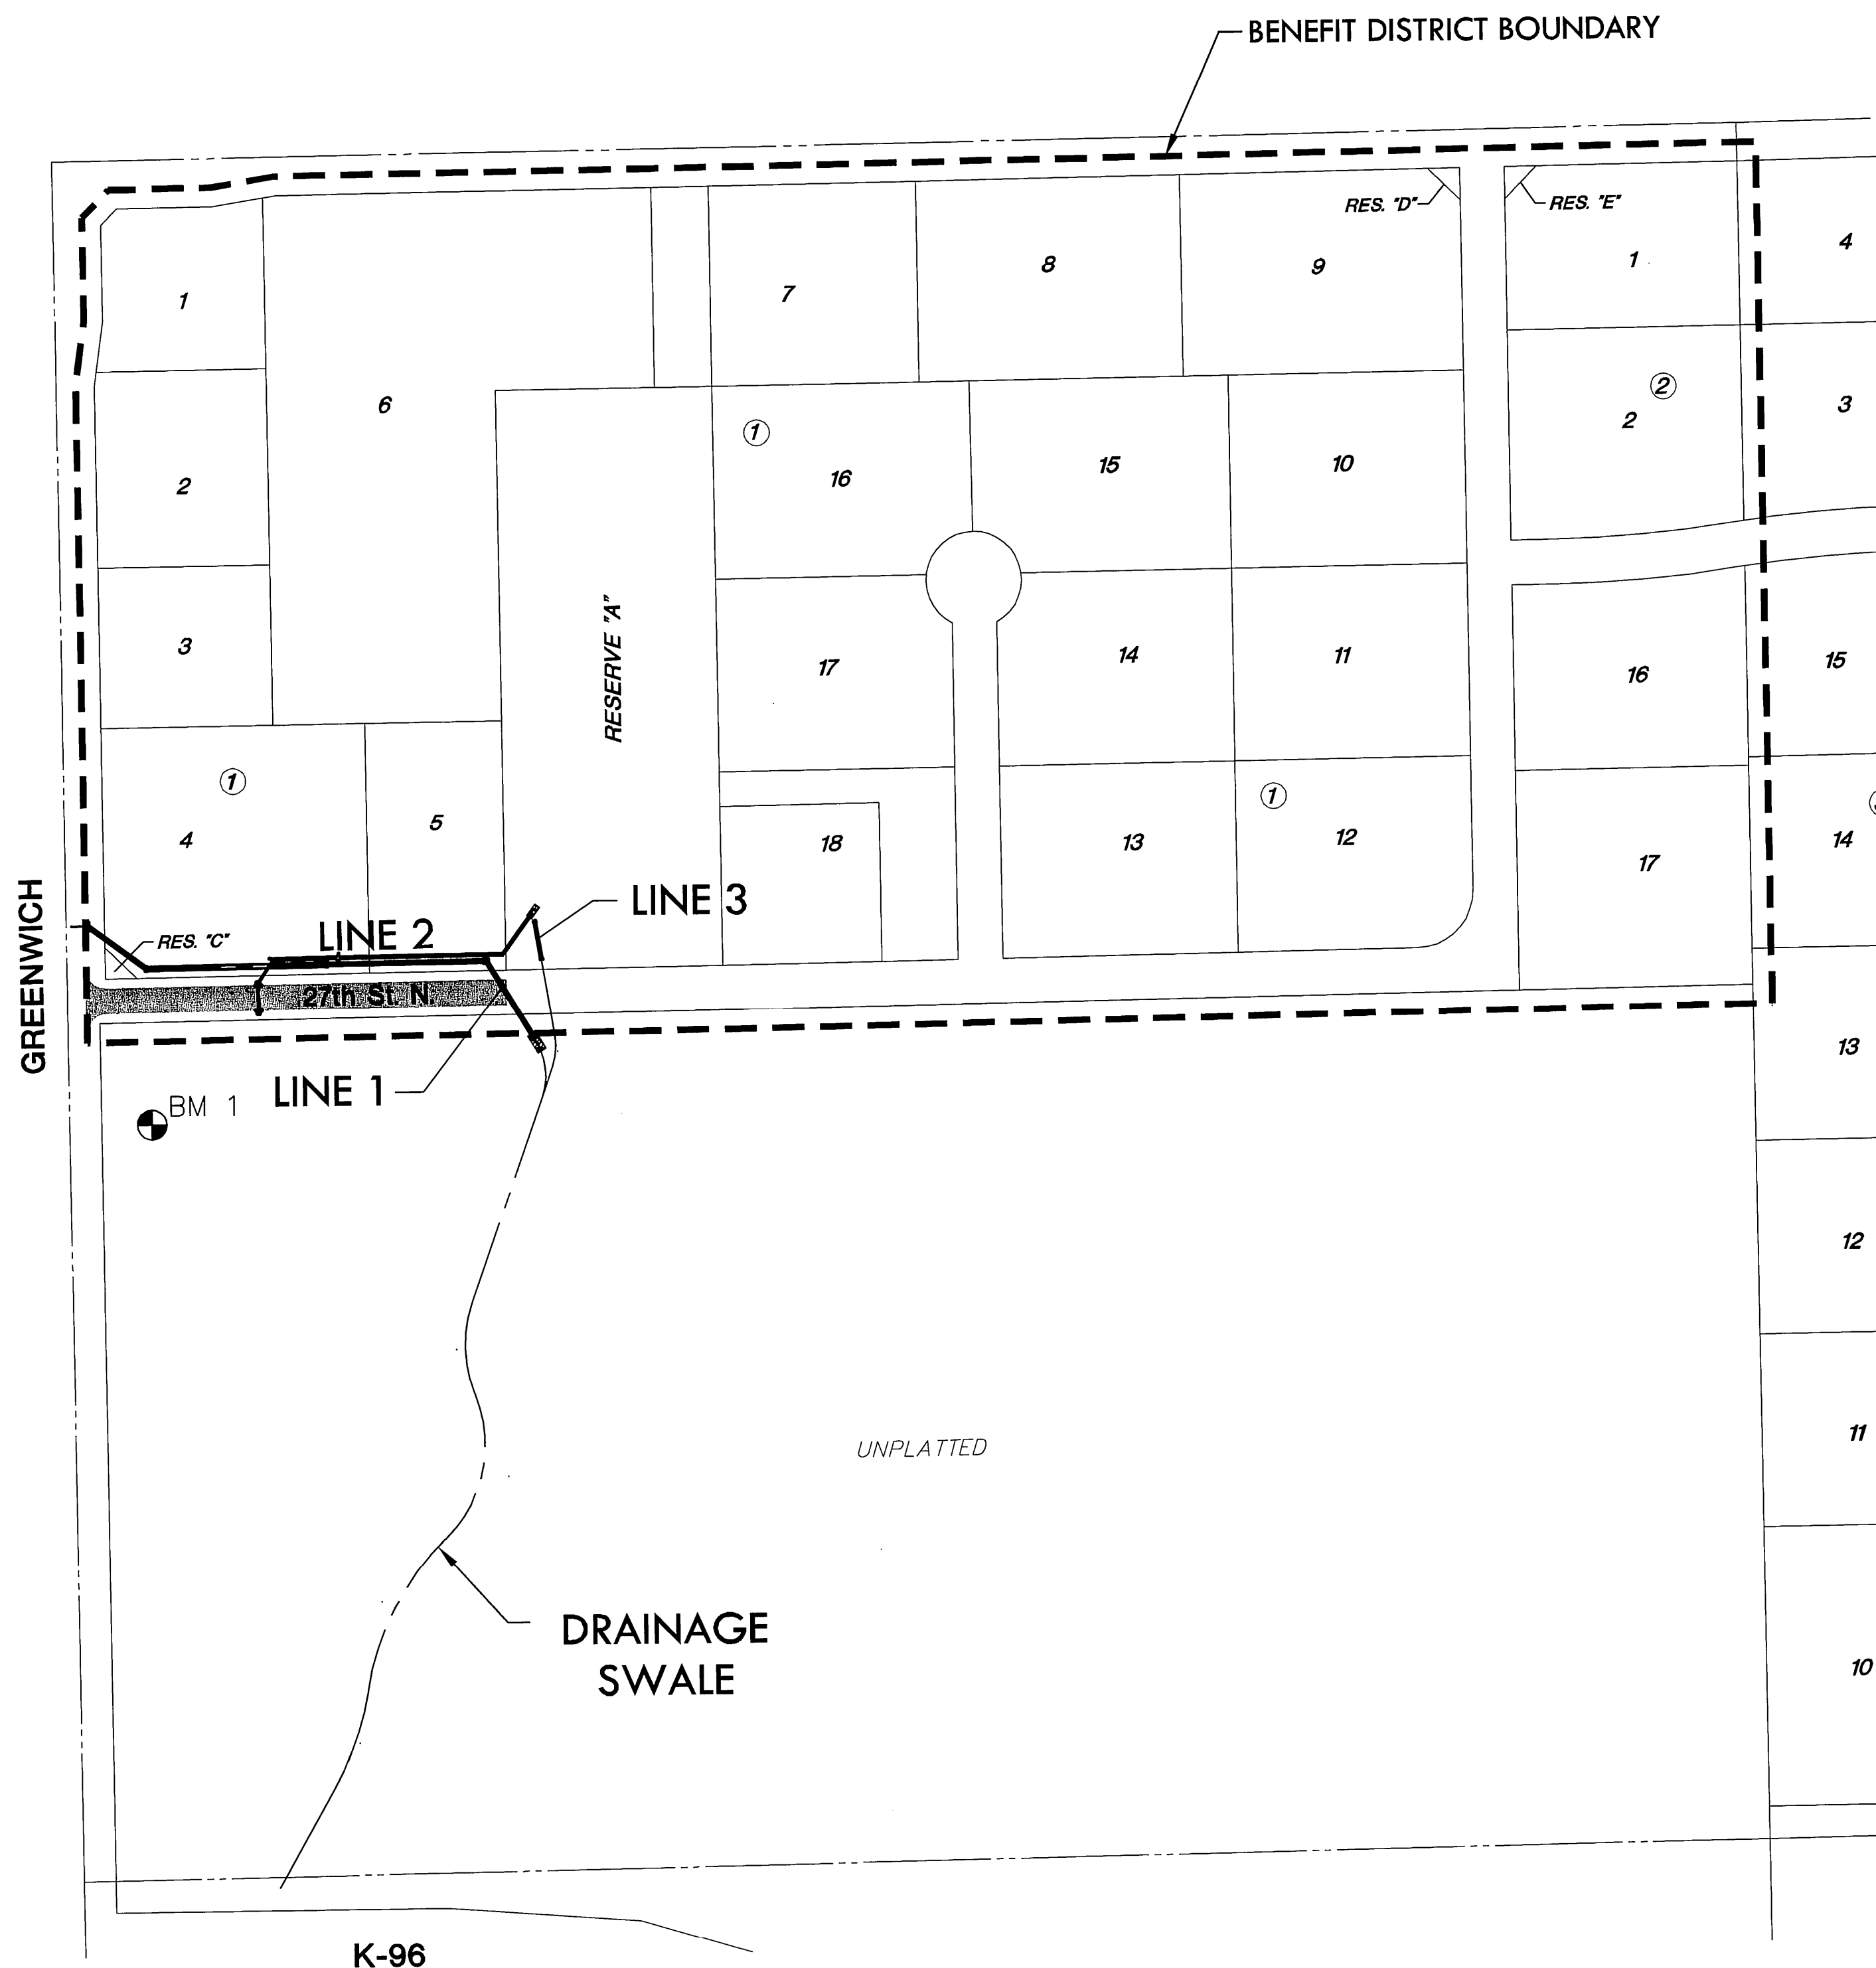 BENEFIT DISTRICT BOUNDARY
RES. "D"
RES. "E"
1
6
7
8
9
1
4
2
2
3
1
16
15
10
2
3
RESERVE "A"
17
14
11
16
15
1
4
5
18
13
1
12
17
14
GREENWICH
RES. "C"
LINE 2
LINE 3
27th St. N.
LINE 1
BM 1
13
12
UNPLATTED
11
DRAINAGE
SWALE
10
K-96